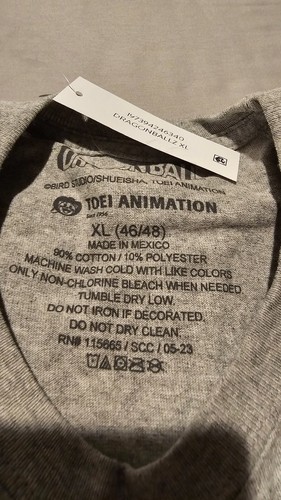 tv7394246340
DRAGONBALLZ XL
©BIRD STUDIO/SHUEISHA, TOEI ANIMATION
TOEI ANIMATION
XL (46/48)
MADE IN MEXICO
90% COTTON / 10% POLYESTER
MACHINE WASH COLD WITH LIKE COLORS
ONLY NON-CHLORINE BLEACH WHEN NEEDED
TUMBLE DRY LOW.
DO NOT IRON IF DECORATED.
DO NOT DRY CLEAN.
RN# 115665 / SCC / 05-23